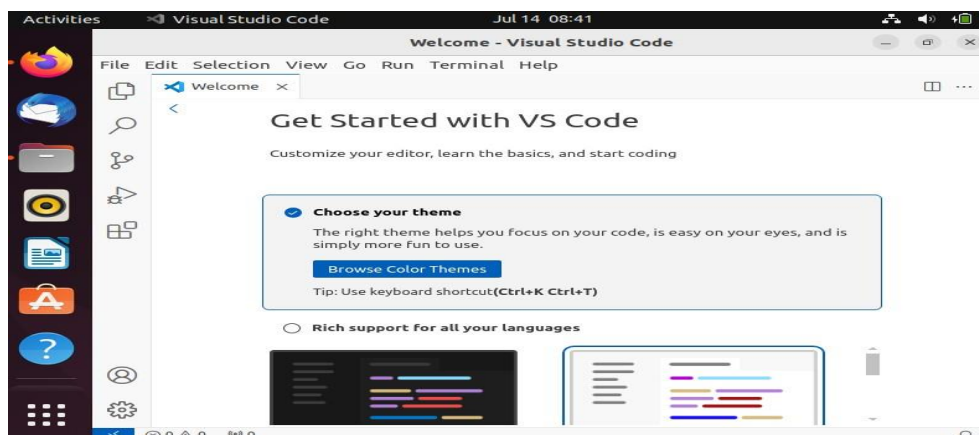 Activities Visual Studio Code Jul 14 08:41
Welcome - Visual Studio Code
File Edit Selection View Go Run Terminal Help
Welcome
Get Started with VS Code
Customize your editor, learn the basics, and start coding
Choose your theme
The right theme helps you focus on your code, is easy on your eyes, and is
simply more fun to use.
Browse Color Themes
Tip: Use keyboard shortcut(Ctrl+K Ctrl+T)
Rich support for all your languages
0 0 0